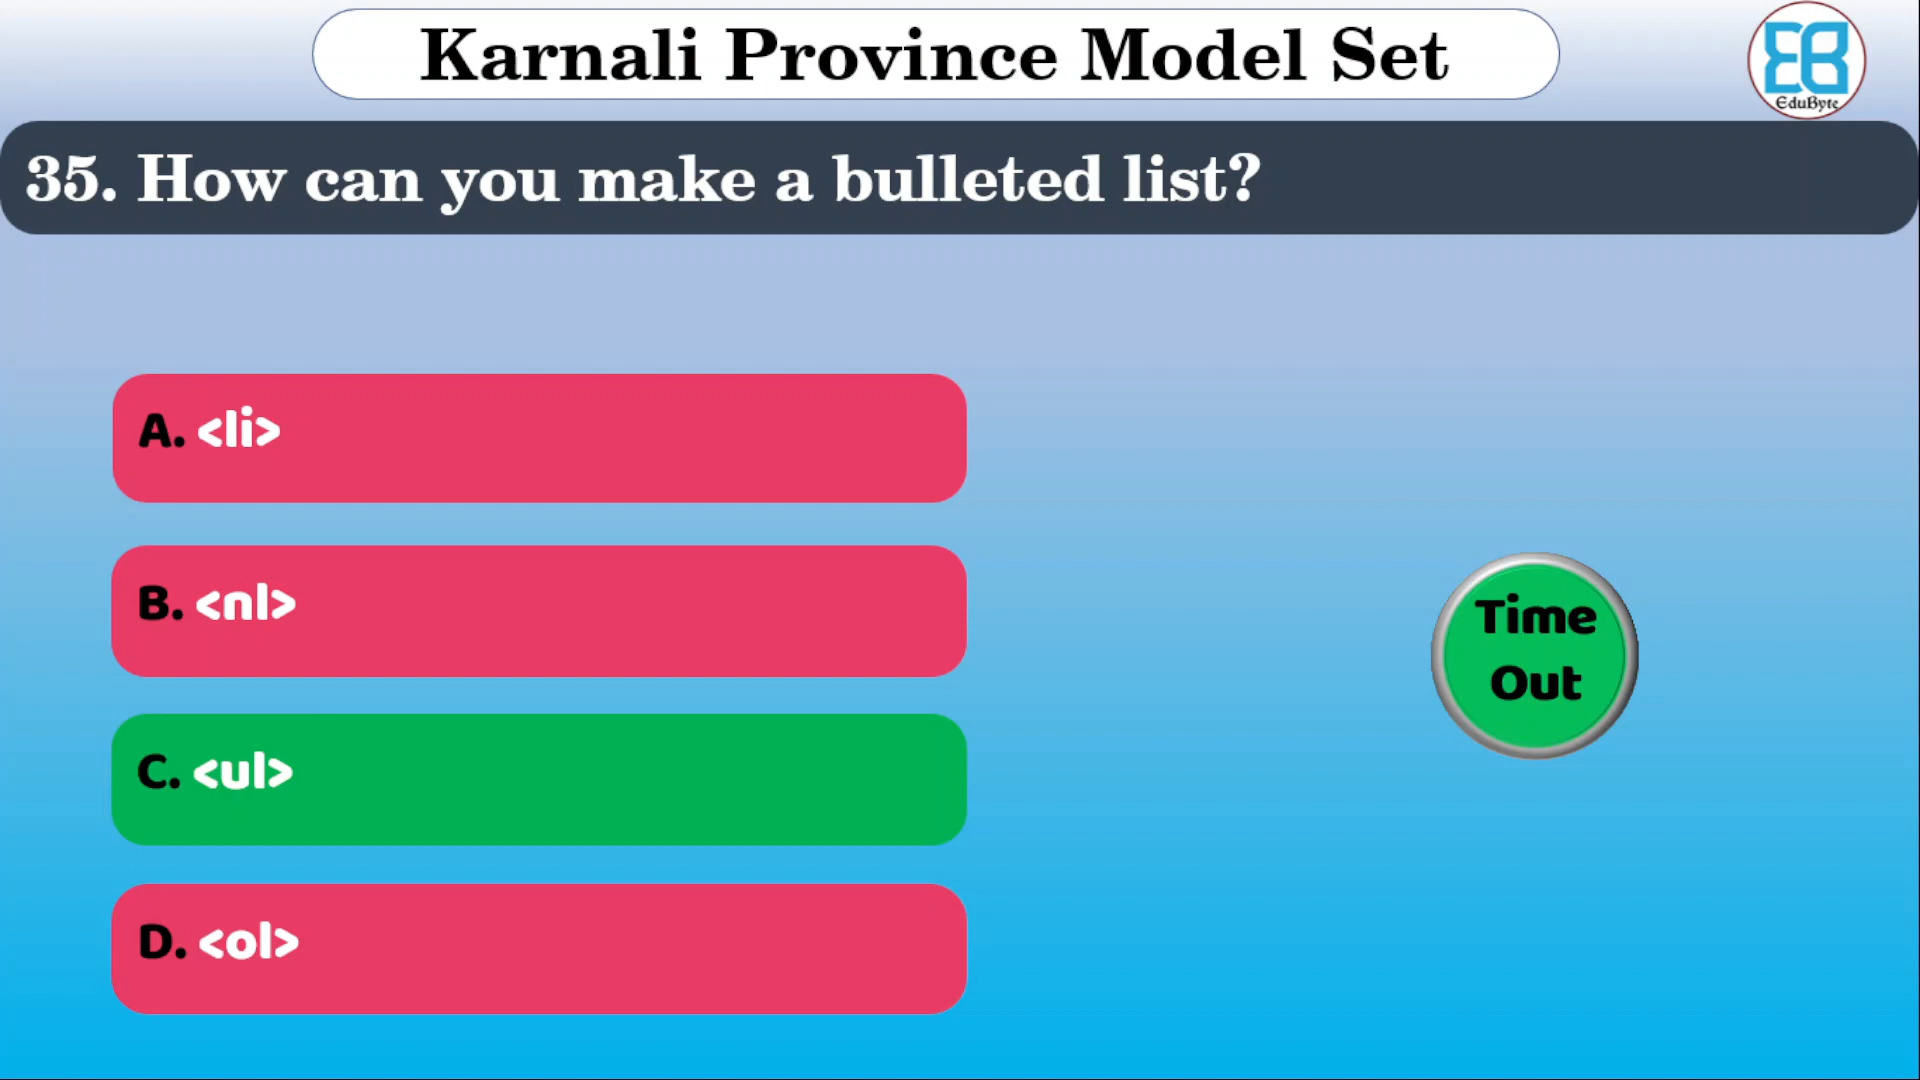 Karnali Province Model Set
EduByte
35. How can you make a bulleted list?
A. <li>
B. <nl>
C. <ul>
D. <ol>
Time
Out